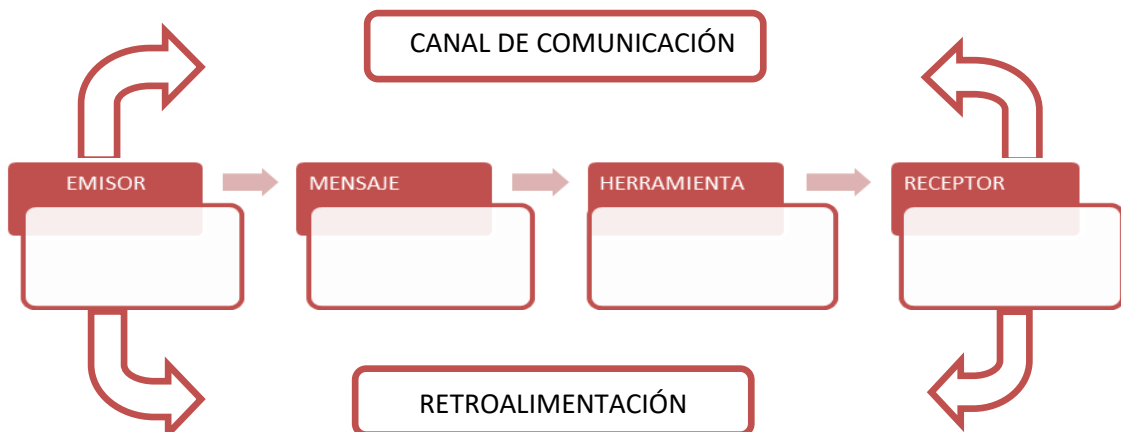 CANAL DE COMUNICACIÓN
EMISOR
MENSAJE
HERRAMIENTA
RECEPTOR
RETROALIMENTACIÓN